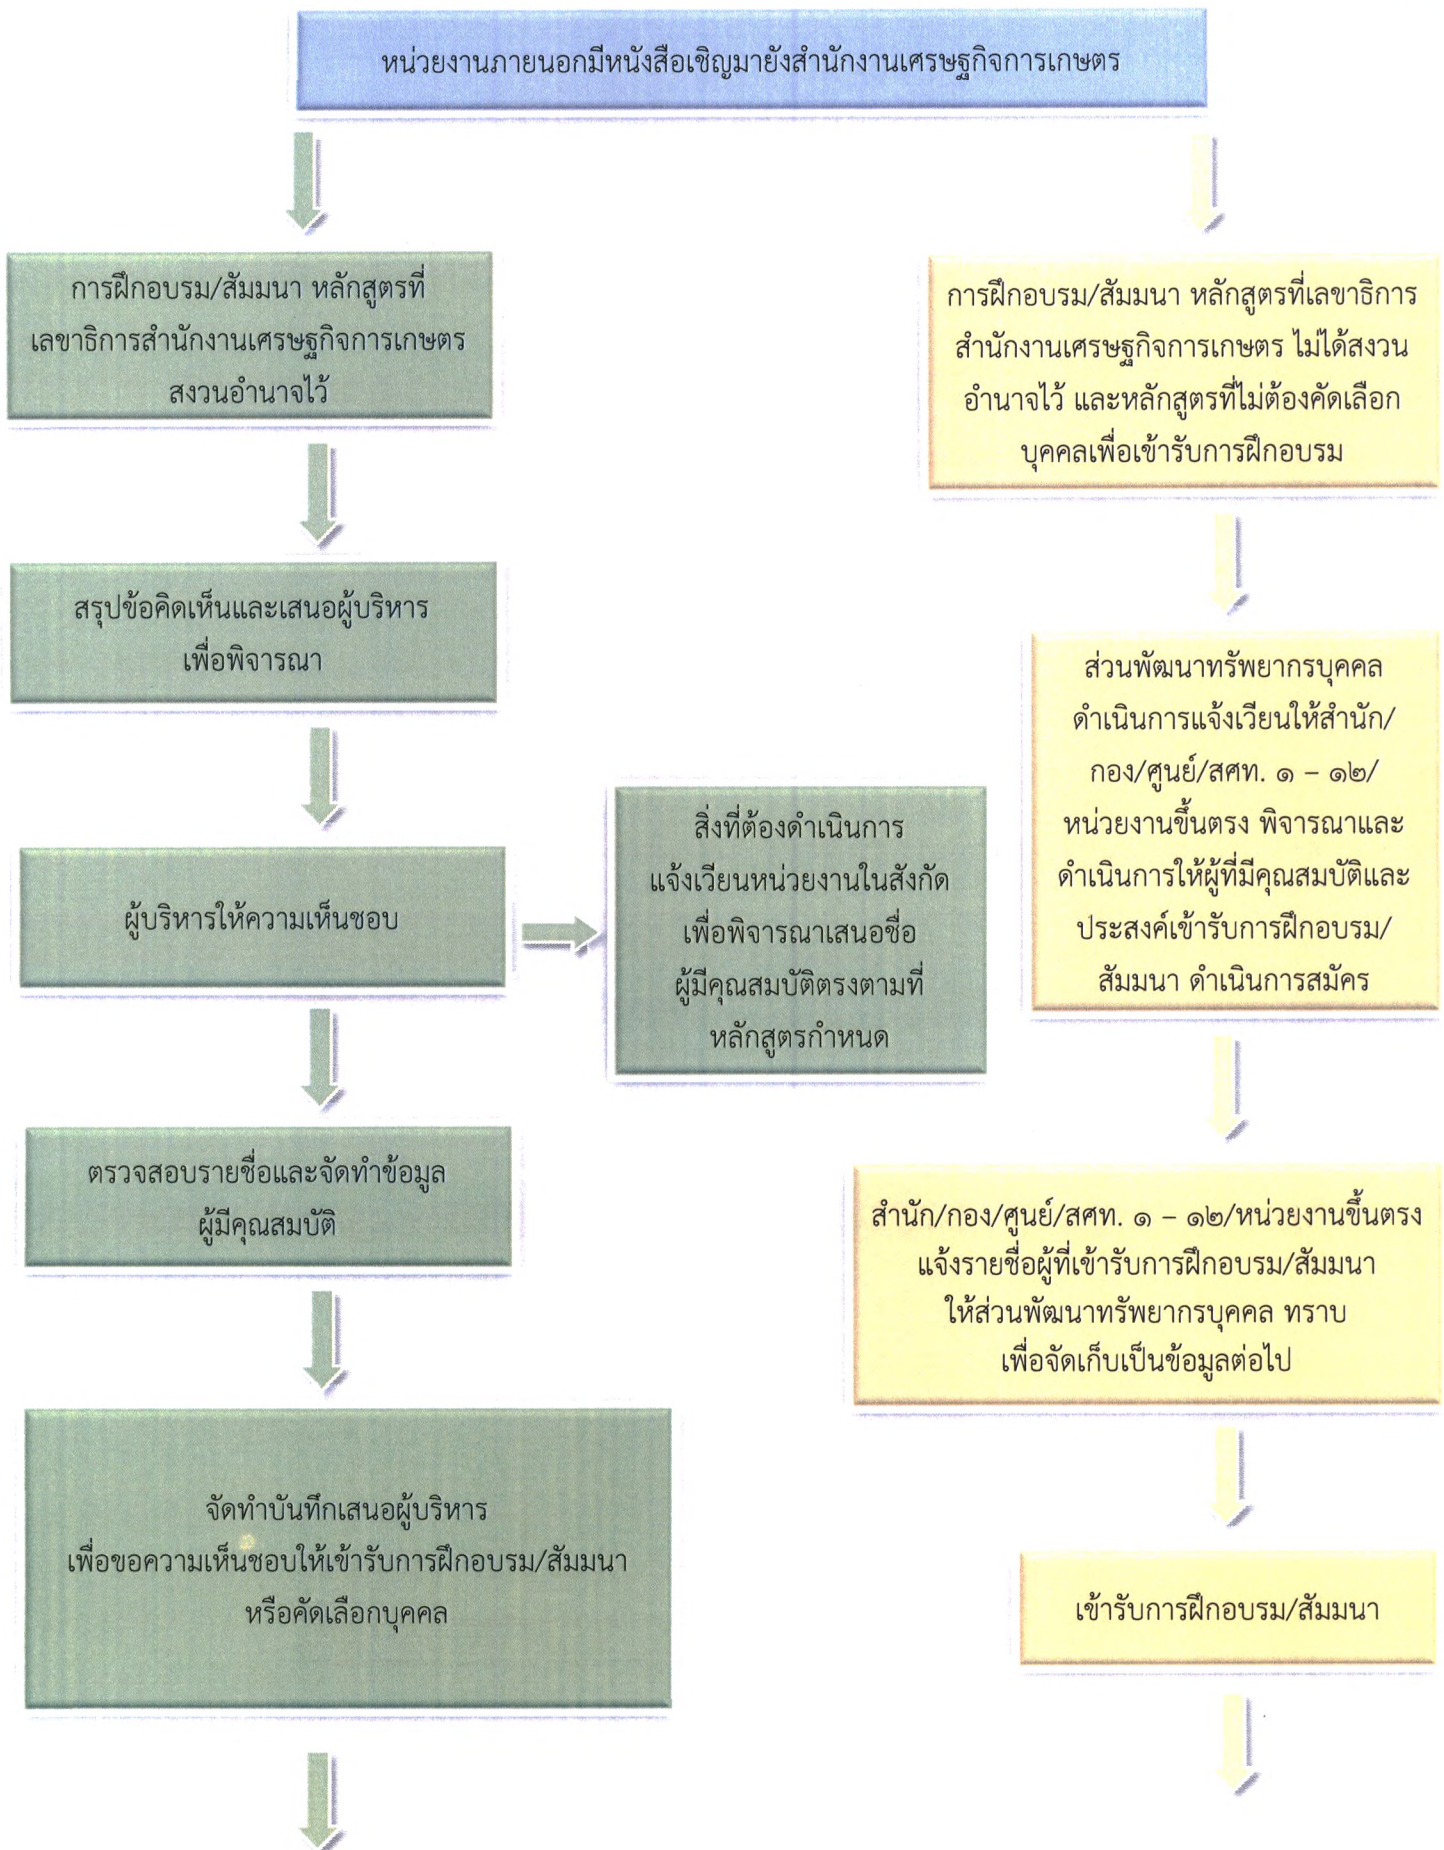 หน่วยงานภายนอกมีหนังสือเชิญมายังสำนักงานเศรษฐกิจการเกษตร
การฝึกอบรม/สัมมนา หลักสูตรที่
เลขาธิการสำนักงานเศรษฐกิจการเกษตร
สงวนอำนาจไว้
สรุปข้อคิดเห็นและเสนอผู้บริหาร
เพื่อพิจารณา
ผู้บริหารให้ความเห็นชอบ
สิ่งที่ต้องดำเนินการ
แจ้งเวียนหน่วยงานในสังกัด
เพื่อพิจารณาเสนอชื่อ
ผู้มีคุณสมบัติตรงตามที่
หลักสูตรกำหนด
ตรวจสอบรายชื่อและจัดทำข้อมูล
ผู้มีคุณสมบัติ
จัดทำบันทึกเสนอผู้บริหาร
เพื่อขอความเห็นชอบให้เข้ารับการฝึกอบรม/สัมมนา
หรือคัดเลือกบุคคล
การฝึกอบรม/สัมมนา หลักสูตรที่เลขาธิการ
สำนักงานเศรษฐกิจการเกษตร ไม่ได้สงวน
อำนาจไว้ และหลักสูตรที่ไม่ต้องคัดเลือก
บุคคลเพื่อเข้ารับการฝึกอบรม
ส่วนพัฒนาทรัพยากรบุคคล
ดำเนินการแจ้งเวียนให้สำนัก/
กอง/ศูนย์/สศท. ๑ – ๑๒/
หน่วยงานขึ้นตรง พิจารณาและ
ดำเนินการให้ผู้ที่มีคุณสมบัติและ
ประสงค์เข้ารับการฝึกอบรม/
สัมมนา ดำเนินการสมัคร
สำนัก/กอง/ศูนย์/สศท. ๑ – ๑๒/หน่วยงานขึ้นตรง
แจ้งรายชื่อผู้ที่เข้ารับการฝึกอบรม/สัมมนา
ให้ส่วนพัฒนาทรัพยากรบุคคล ทราบ
เพื่อจัดเก็บเป็นข้อมูลต่อไป
เข้ารับการฝึกอบรม/สัมมนา